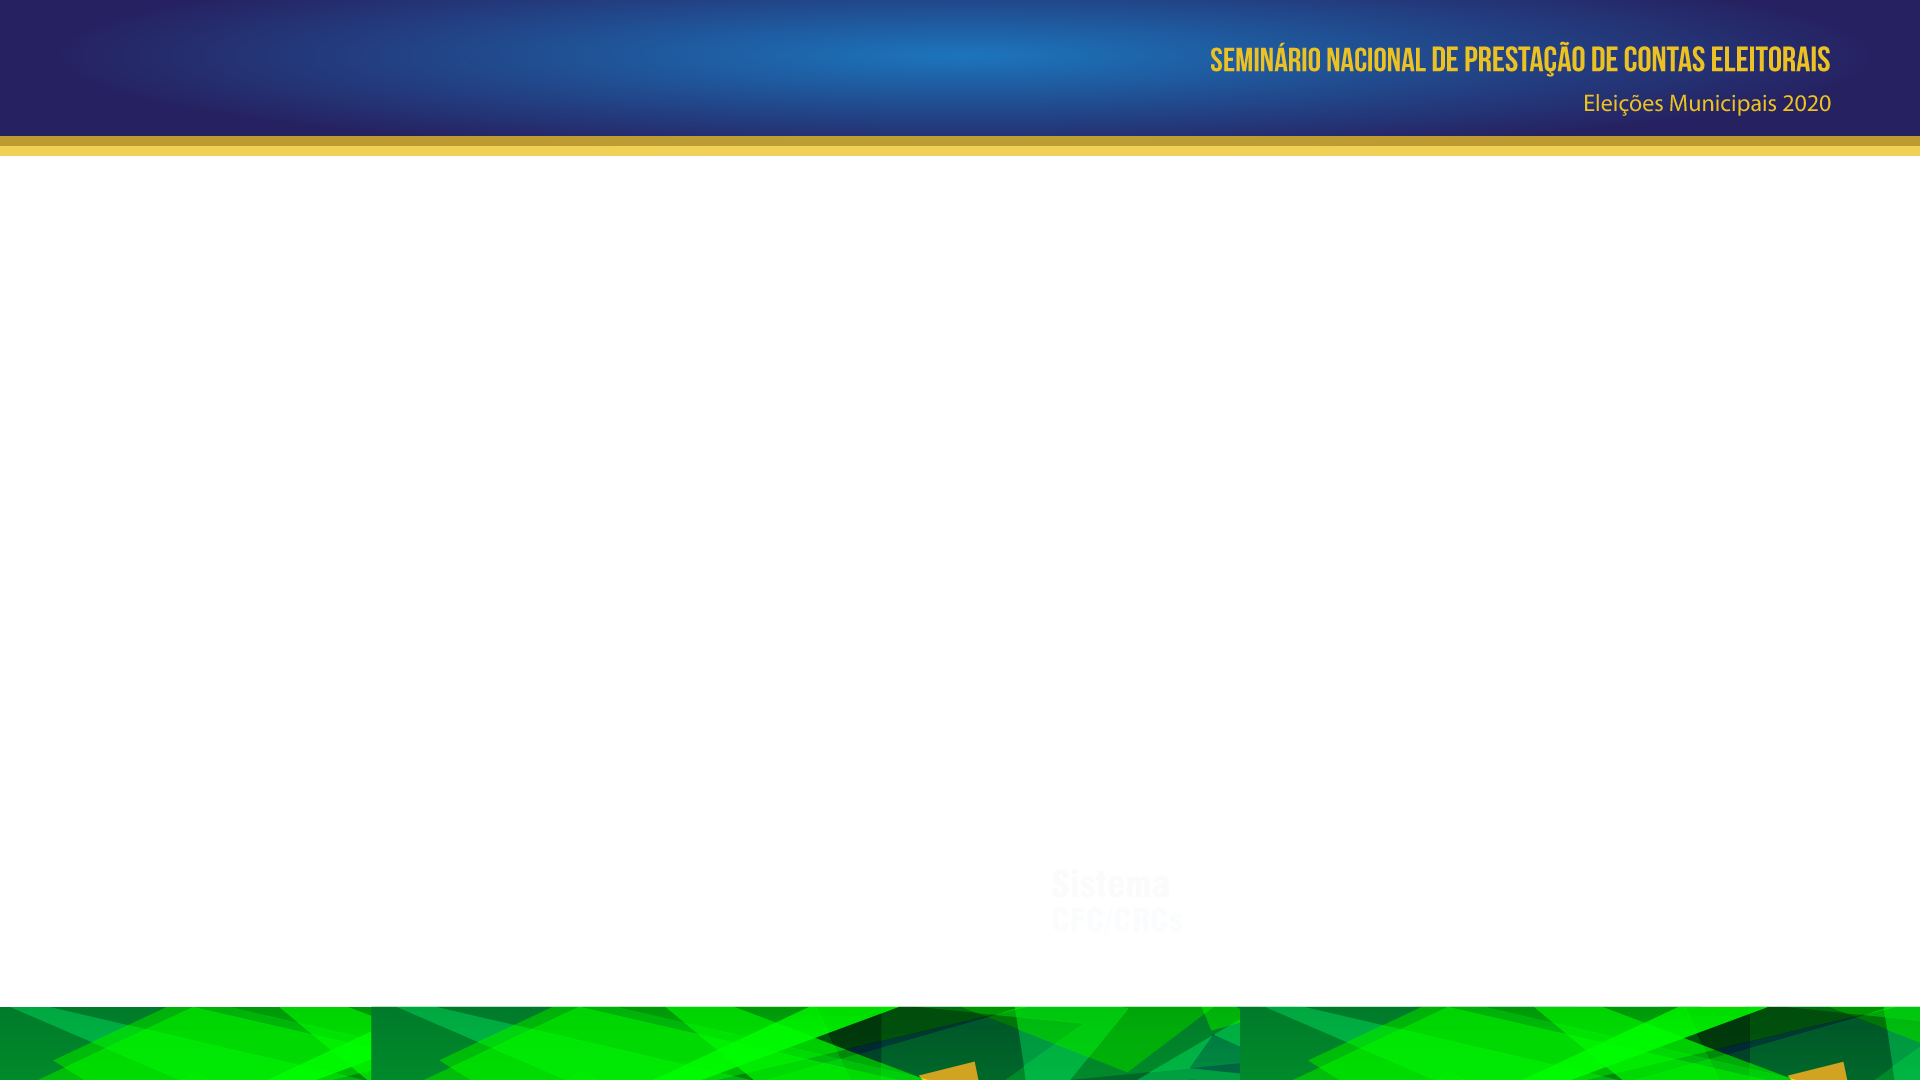 SEMINÁRIO NACIONAL DE PRESTAÇÃO DE CONTAS ELEITORAIS
Eleições Municipais 2020
Sistema
CFC/CRCs